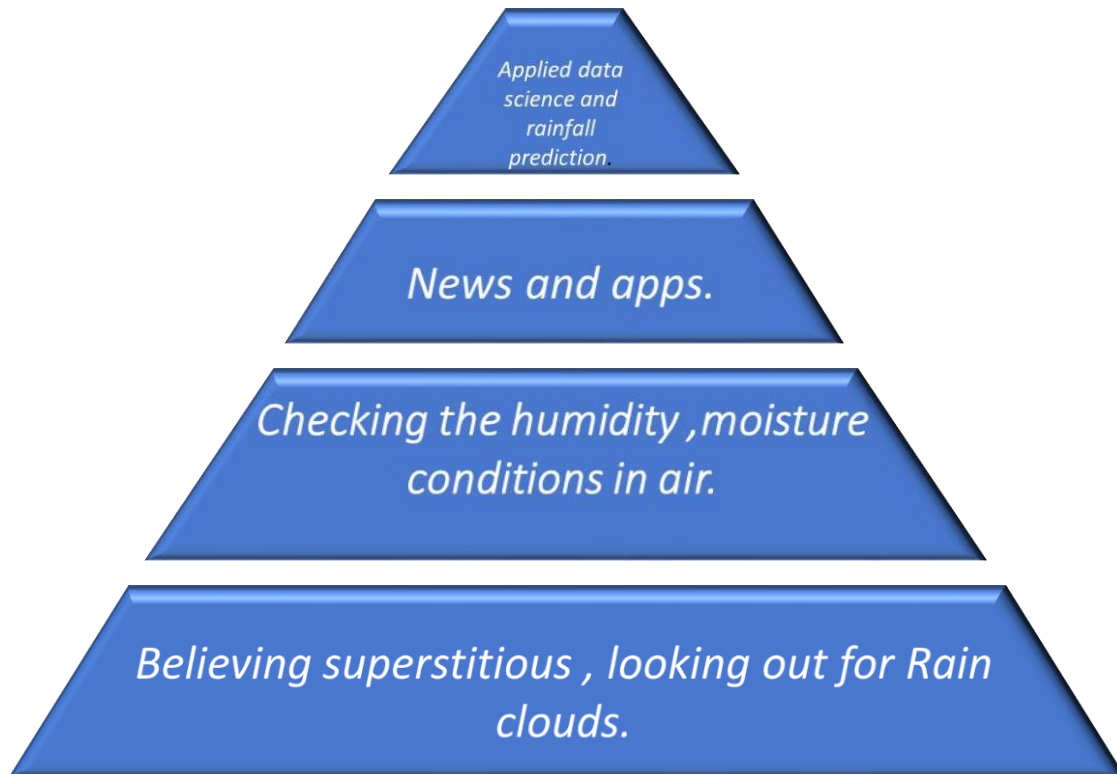 Applied data
science and
rainfall
prediction.
News and apps.
Checking the humidity ,moisture
conditions in air.
Believing superstitious , looking out for Rain
clouds.